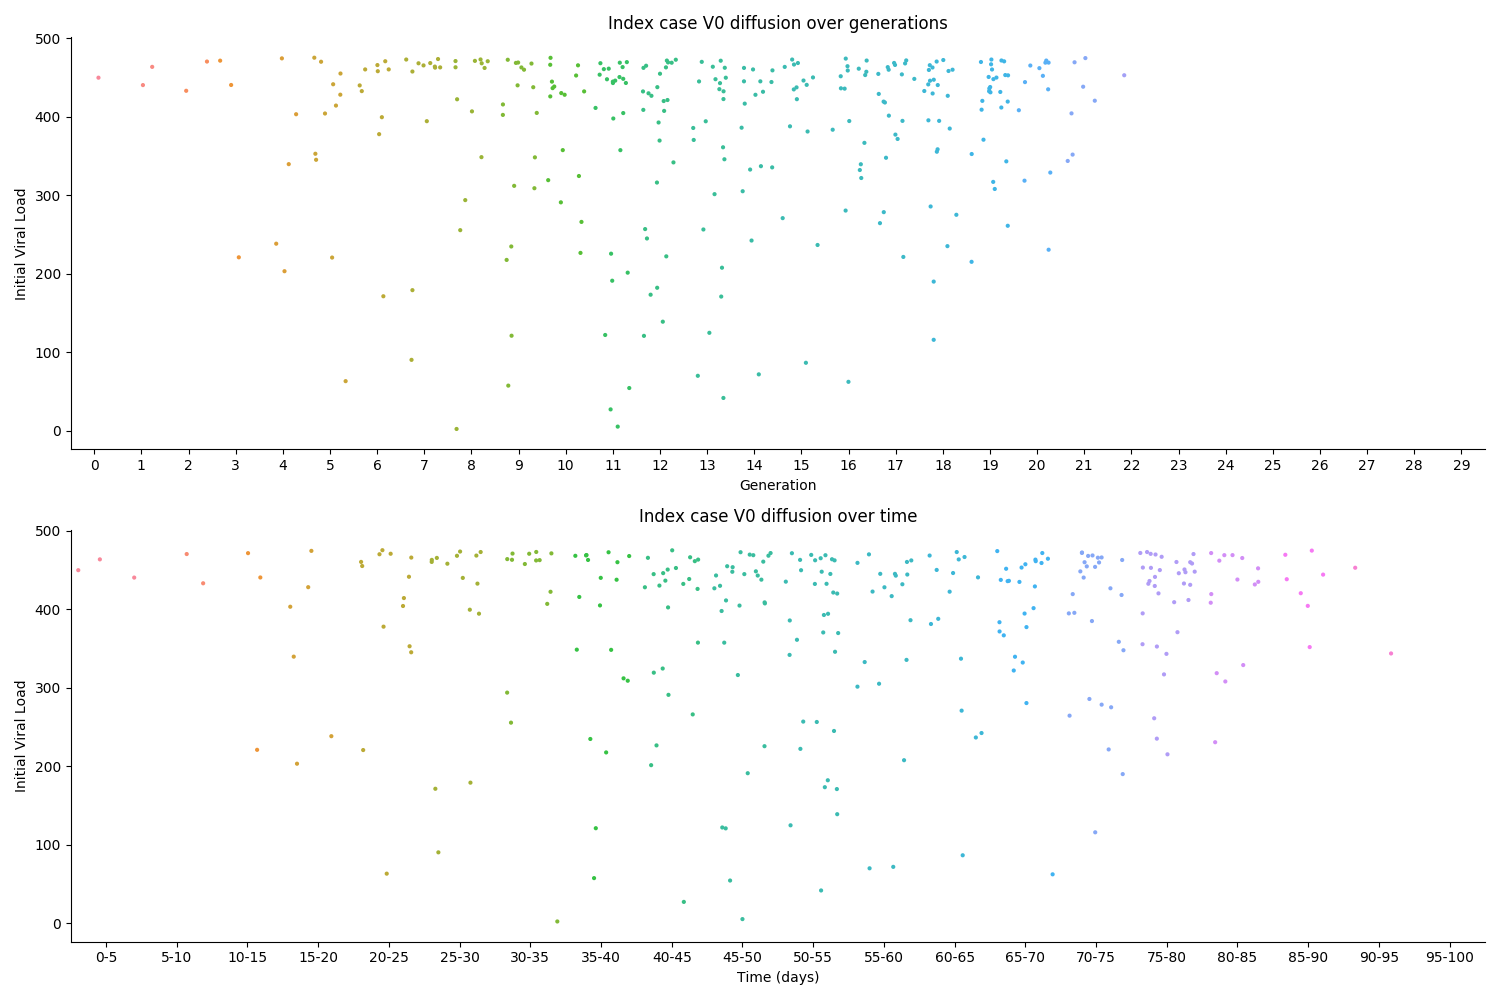 Index case V0 diffusion over generations
500
400
300
200
100
0
Initial Viral Load
0 1 2 3 4 5 6 7 8 9 10 11 12 13 14 15 16 17 18 19 20 21 22 23 24 25 26 27 28 29
Generation
Index case V0 diffusion over time
500
400
300
200
100
0
Initial Viral Load
0-5 5-10 10-15 15-20 20-25 25-30 30-35 35-40 40-45 45-50 50-55 55-60 60-65 65-70 70-75 75-80 80-85 85-90 90-95 95-100
Time (days)